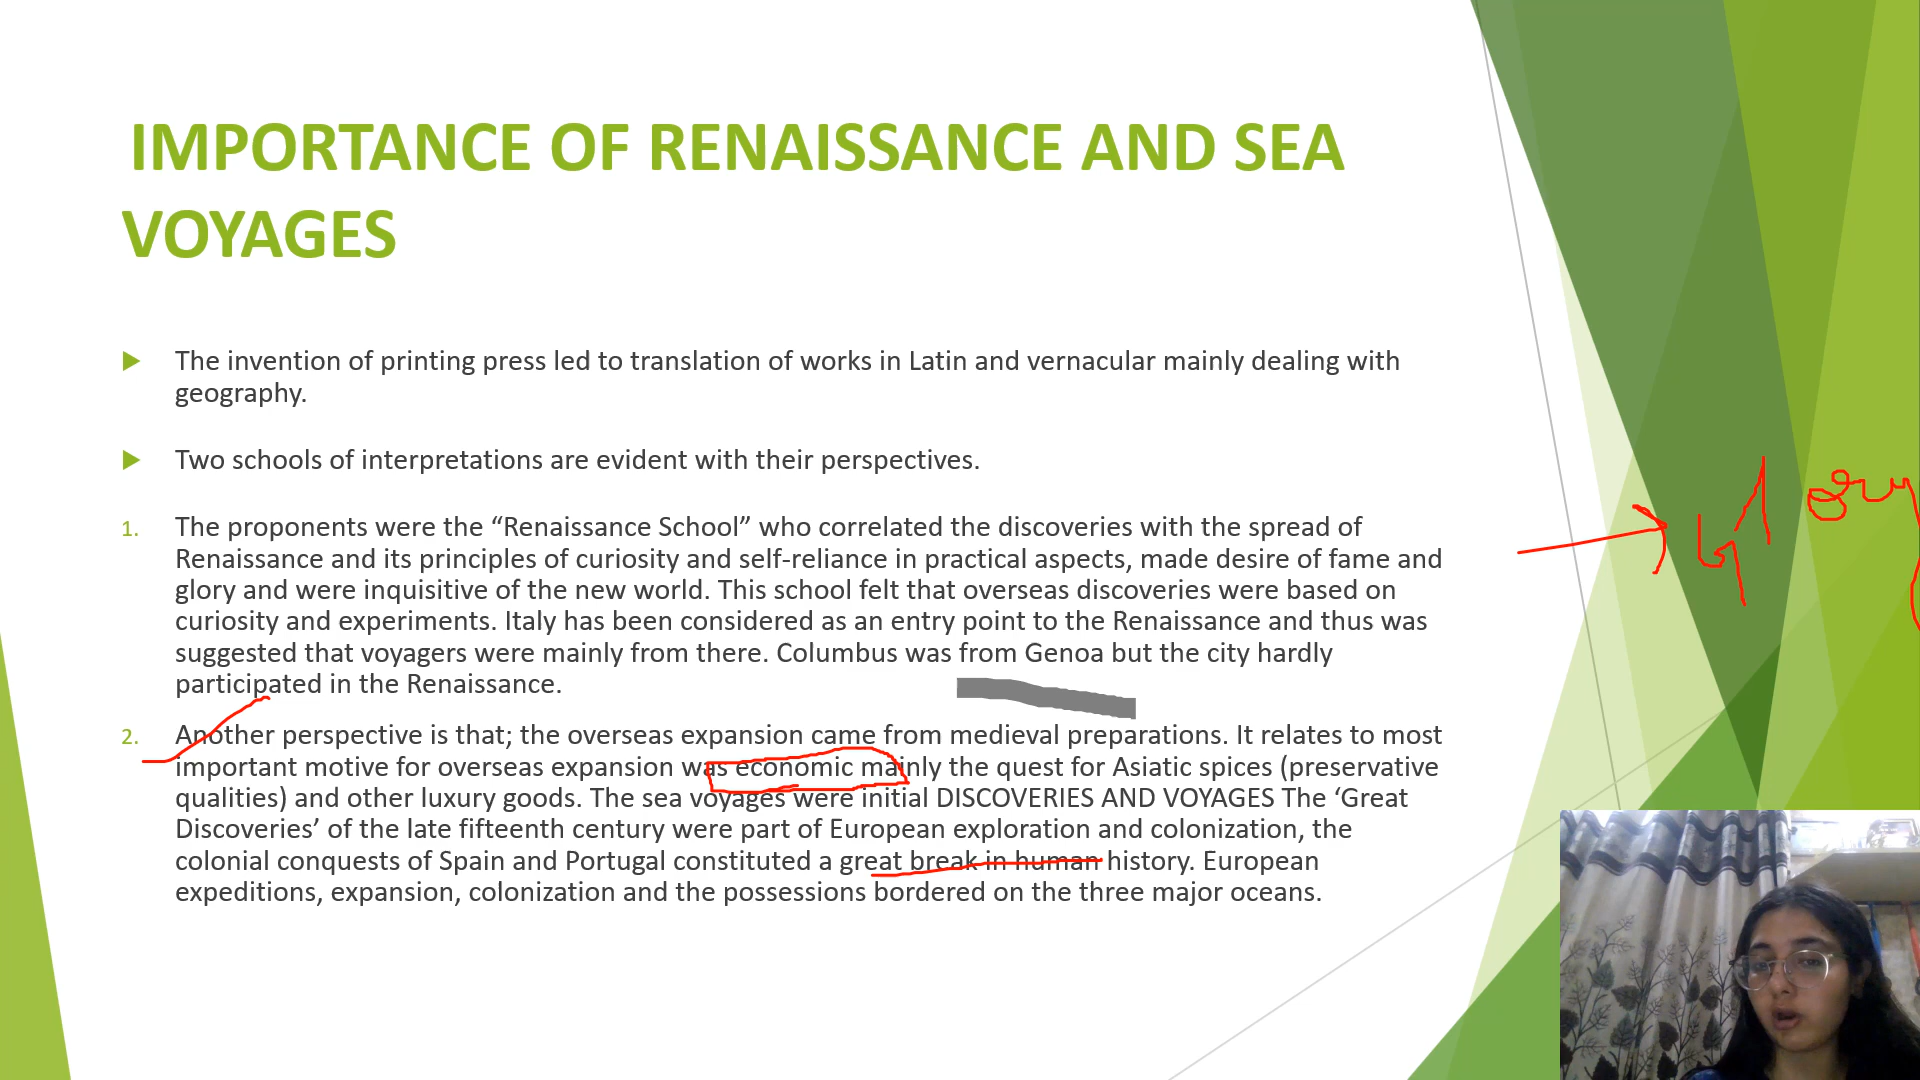 IMPORTANCE OF RENAISSANCE AND SEA
VOYAGES
The invention of printing press led to translation of works in Latin and vernacular mainly dealing with
geography.
Two schools of interpretations are evident with their perspectives.
1. The proponents were the “Renaissance School” who correlated the discoveries with the spread of
Renaissance and its principles of curiosity and self-reliance in practical aspects, made desire of fame and
glory and were inquisitive of the new world. This school felt that overseas discoveries were based on
curiosity and experiments. Italy has been considered as an entry point to the Renaissance and thus was
suggested that voyagers were mainly from there. Columbus was from Genoa but the city hardly
participated in the Renaissance.
2. Another perspective is that; the overseas expansion came from medieval preparations. It relates to most
important motive for overseas expansion was economic mainly the quest for Asiatic spices (preservative
qualities) and other luxury goods. The sea voyages were initial DISCOVERIES AND VOYAGES The ‘Great
Discoveries’ of the late fifteenth century were part of European exploration and colonization, the
colonial conquests of Spain and Portugal constituted a great break in human history. European
expeditions, expansion, colonization and the possessions bordered on the three major oceans.